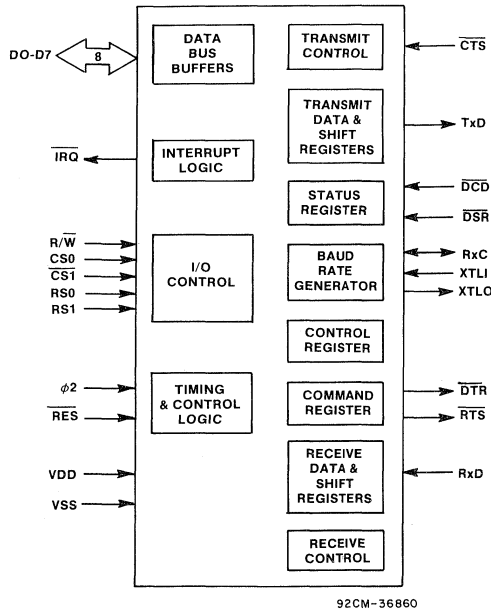 DO-D7
8
DATA
BUS
BUFFERS
TRANSMIT
CONTROL
CTS
TRANSMIT
DATA &
SHIFT
REGISTERS
TxD
IRQ
INTERRUPT
LOGIC
STATUS
REGISTER
DCD
DSR
R/W
CS0
CS1
RS0
RS1
I/O
CONTROL
BAUD
RATE
GENERATOR
RxC
XTLI
XTLO
CONTROL
REGISTER
φ2
RES
TIMING
& CONTROL
LOGIC
COMMAND
REGISTER
DTR
RTS
VDD
VSS
RECEIVE
DATA &
SHIFT
REGISTERS
RxD
RECEIVE
CONTROL
92CM-36860